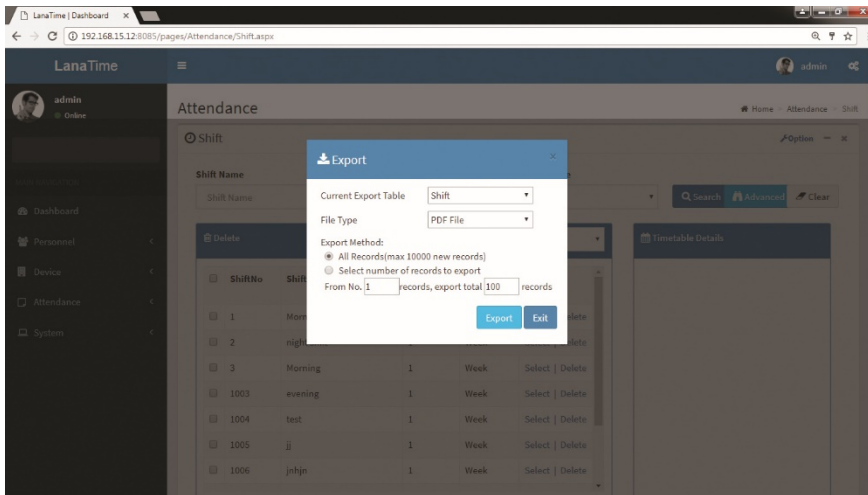 LanaTime | Dashboard
192.168.15.12:8085/pages/Attendance/Shift.aspx
LanaTime
admin
admin
Online
Attendance
Home > Attendance > Shift
Shift
Option
Shift Name
Shift Name
Search
Advanced
Clear
Dashboard
Personnel
Device
Attendance
System
Delete
Timetable Details
Export
Current Export Table Shift
File Type PDF File
Export Method:
All Records(max 10000 new records)
Select number of records to export
From No. 1 records, export total 100 records
Export Exit
ShiftNo Shift
1 Morn Delete
2 night
3 Morning 1 Week Select | Delete
1003 evening 1 Week Select | Delete
1004 test 1 Week Select | Delete
1005 jj 1 Week Select | Delete
1006 jnhjn 1 Week Select | Delete